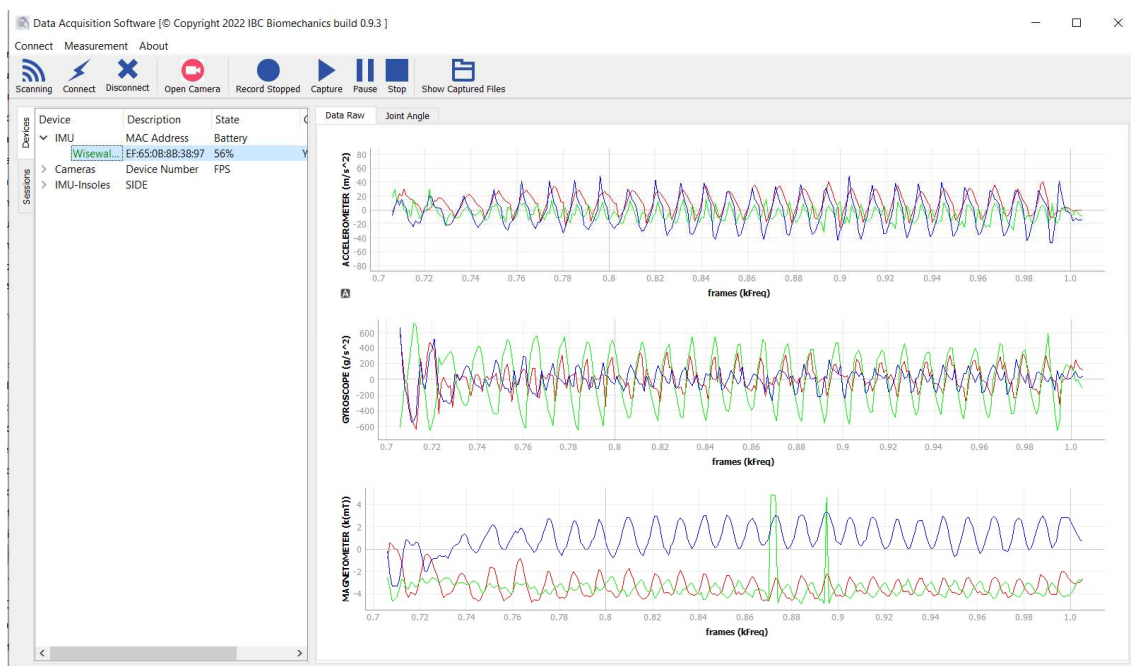 Data Acquisition Software [© Copyright 2022 IBC Biomechanics build 0.9.3 ]
Connect Measurement About
Scanning Connect Disconnect Open Camera Record Stopped Capture Pause Stop Show Captured Files
Devices
Sessions
Device Description State
IMU MAC Address Battery
Wisewal... EF:65:0B:8B:38:97 56% Y
Cameras Device Number FPS
IMU-Insoles SIDE
Data Raw Joint Angle
ACCELEROMETER (m/s^2)
80
60
40
20
0
-20
-40
-60
-80
0.7 0.72 0.74 0.76 0.78 0.8 0.82 0.84 0.86 0.88 0.9 0.92 0.94 0.96 0.98 1.0
A
frames (kFreq)
GYROSCOPE (g/s^2)
600
400
200
0
-200
-400
-600
0.7 0.72 0.74 0.76 0.78 0.8 0.82 0.84 0.86 0.88 0.9 0.92 0.94 0.96 0.98 1.0
frames (kFreq)
MAGNETOMETER (k(mT))
4
2
0
-2
-4
0.7 0.72 0.74 0.76 0.78 0.8 0.82 0.84 0.86 0.88 0.9 0.92 0.94 0.96 0.98 1.0
frames (kFreq)